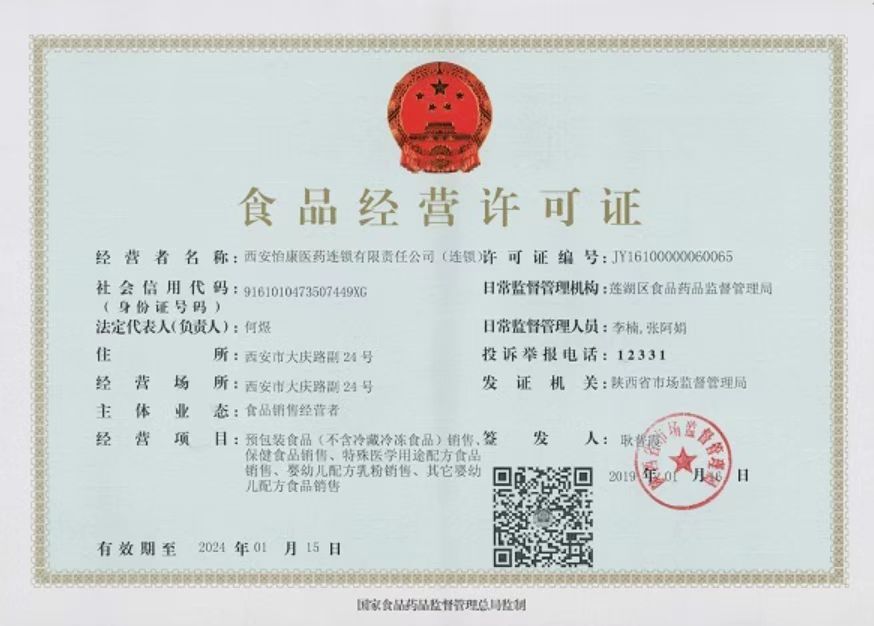 食品经营许可证
经营者名称：西安怡康医药连锁有限责任公司（连锁）
许可证编号：JY16100000060065
社会信用代码：9161010473507449XG
（身份证号码）
日常监督管理机构：莲湖区食品药品监督管理局
法定代表人(负责人)：何煜
日常监督管理人员：李楠,张阿娟
住所：西安市大庆路副24号
投诉举报电话：12331
经营场所：西安市大庆路副24号
发证机关：陕西省市场监督管理局
主体业态：食品销售经营者
经营项目：预包装食品（不含冷藏冷冻食品）销售、
保健食品销售、特殊医学用途配方食品
销售、婴幼儿配方乳粉销售、其它婴幼
儿配方食品销售
签发人：耿
2019年01月16日
陕西省市场监督管理局
有效期至 2024年01月15日
国家食品药品监督管理总局监制